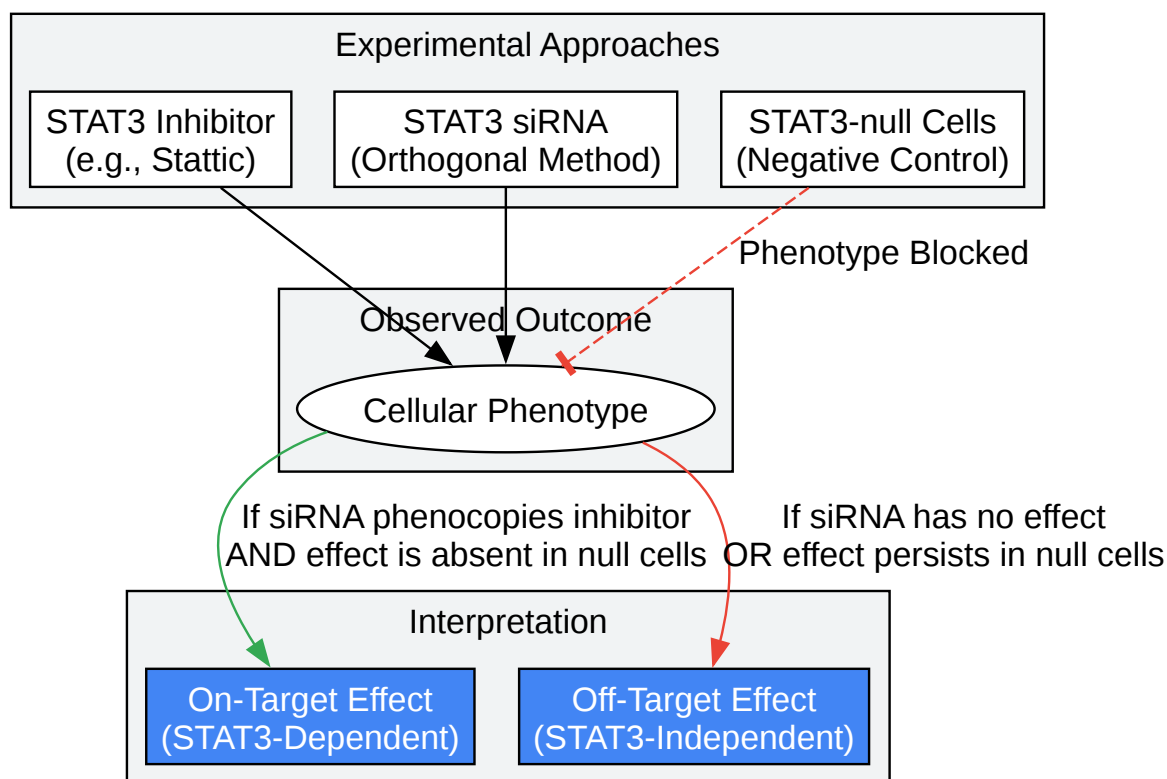 Experimental Approaches
STAT3 Inhibitor
(e.g., Stattic)
STAT3 siRNA
(Orthogonal Method)
STAT3-null Cells
(Negative Control)
Phenotype Blocked
Observed Outcome
Cellular Phenotype
If siRNA phenocopies inhibitor
AND effect is absent in null cells
If siRNA has no effect
OR effect persists in null cells
Interpretation
On-Target Effect
(STAT3-Dependent)
Off-Target Effect
(STAT3-Independent)